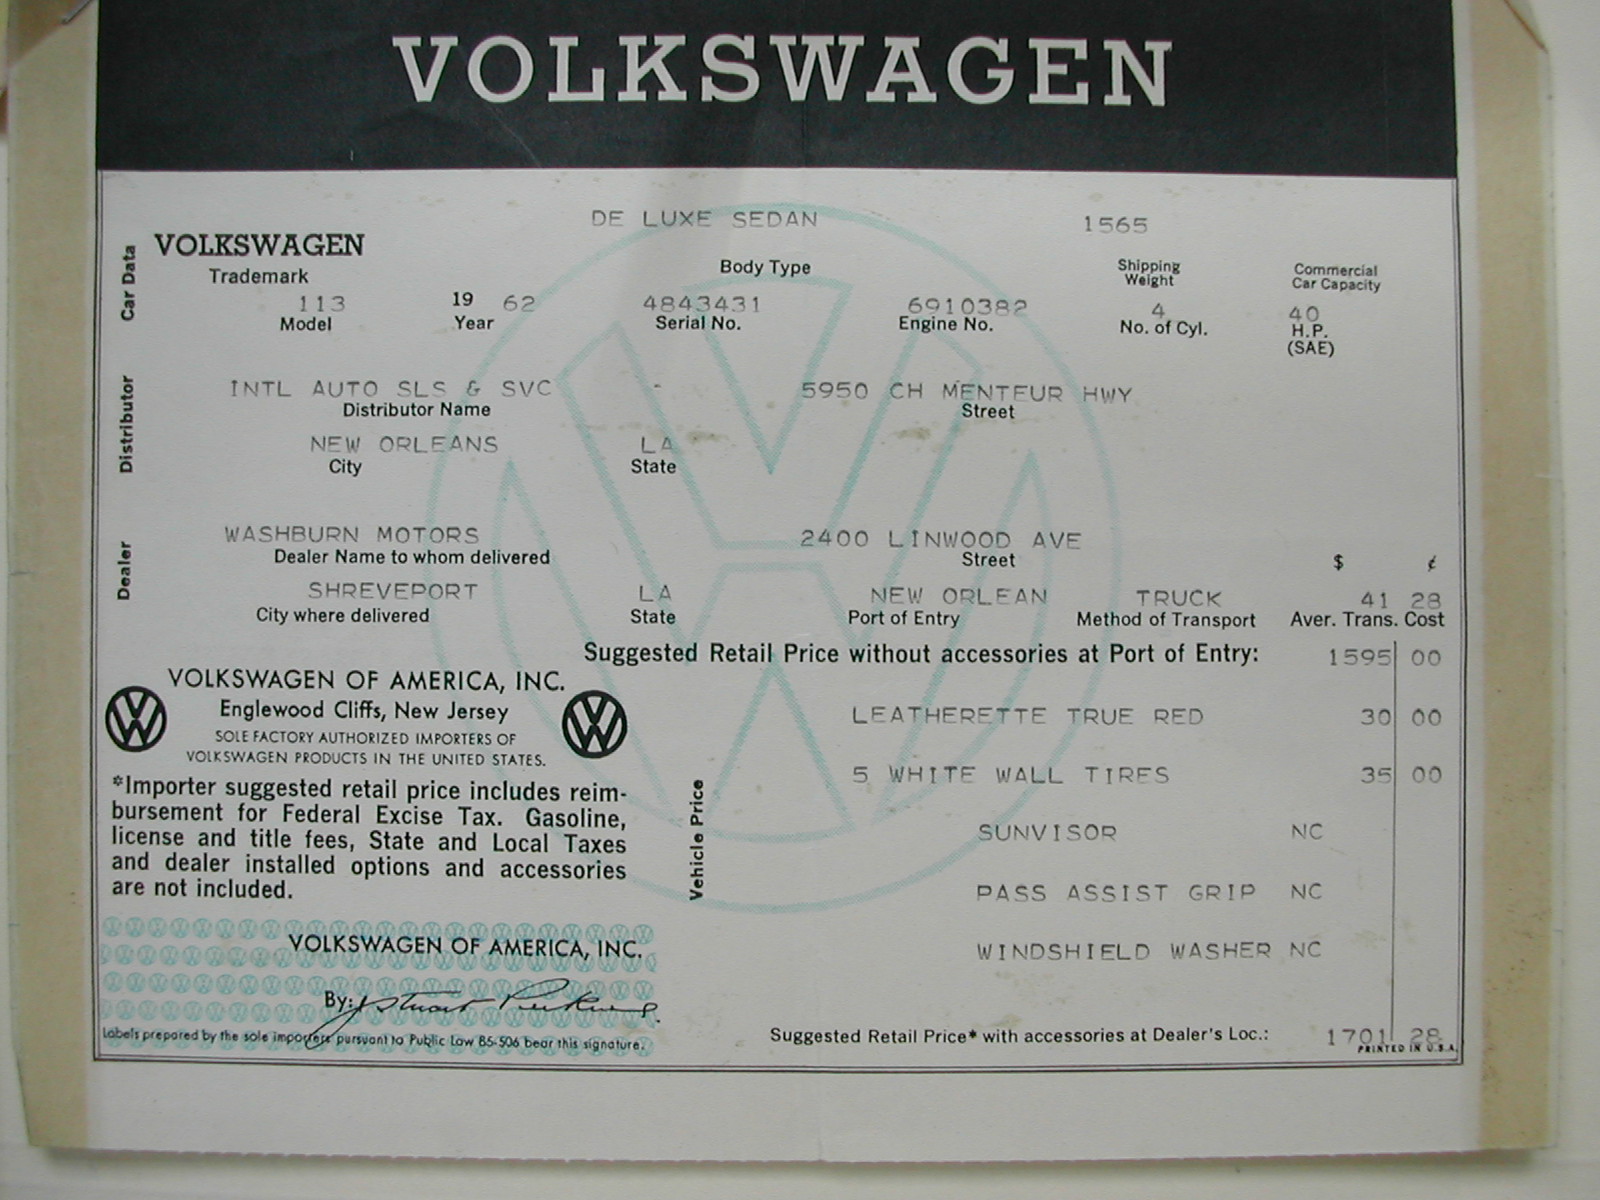 VOLKSWAGEN
DE LUXE SEDAN 1565
Car Data
VOLKSWAGEN
Trademark Body Type Shipping Weight Commercial Car Capacity
113 19 62 4843431 6910382 4 40
Model Year Serial No. Engine No. No. of Cyl. H.P. (SAE)
Distributor
INTL AUTO SLS & SVC 5950 CH MENTEUR HWY
Distributor Name Street
NEW ORLEANS LA
City State
Dealer
WASHBURN MOTORS 2400 LINWOOD AVE
Dealer Name to whom delivered Street $ ¢
SHREVEPORT LA NEW ORLEAN TRUCK 41 28
City where delivered State Port of Entry Method of Transport Aver. Trans. Cost
Suggested Retail Price without accessories at Port of Entry: 1595 00
VOLKSWAGEN OF AMERICA, INC.
Englewood Cliffs, New Jersey
SOLE FACTORY AUTHORIZED IMPORTERS OF
VOLKSWAGEN PRODUCTS IN THE UNITED STATES.
*Importer suggested retail price includes reim-
bursement for Federal Excise Tax. Gasoline,
license and title fees, State and Local Taxes
and dealer installed options and accessories
are not included.
VOLKSWAGEN OF AMERICA, INC.
By: J Stuart Perkins
Labels prepared by the sole importers pursuant to Public Law 85-506 bear this signature.
Vehicle Price
LEATHERETTE TRUE RED 30 00
5 WHITE WALL TIRES 35 00
SUNVISOR NC
PASS ASSIST GRIP NC
WINDSHIELD WASHER NC
Suggested Retail Price* with accessories at Dealer's Loc.: 1701 28
PRINTED IN U.S.A.